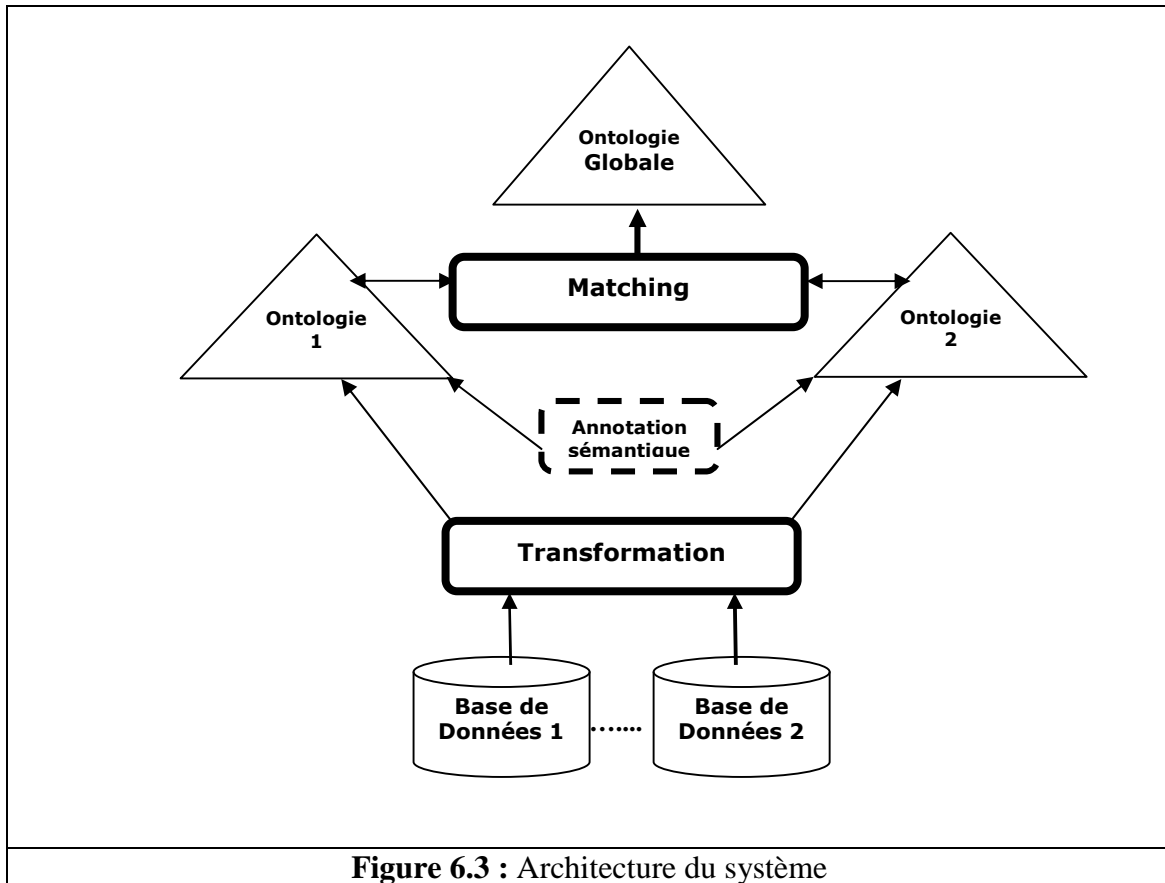 Ontologie
Globale
Matching
Ontologie
1
Ontologie
2
Annotation
sémantique
Transformation
Base de
Données 1
…....
Base de
Données 2
Figure 6.3 : Architecture du système